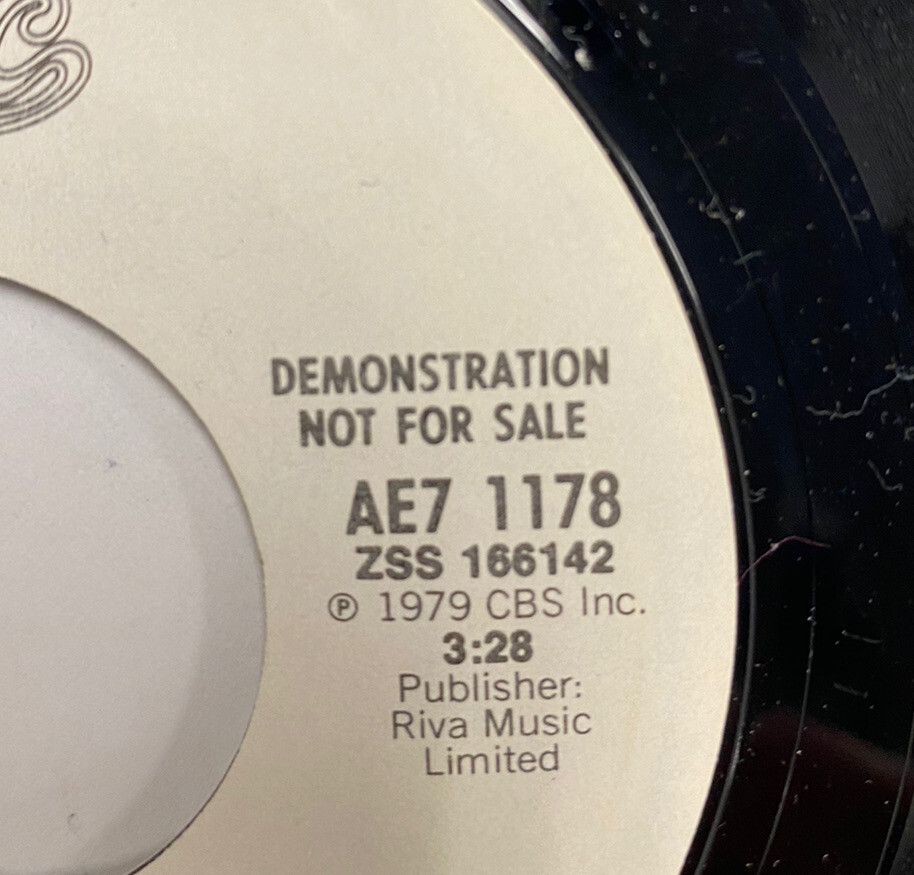 DEMONSTRATION
NOT FOR SALE
AE7 1178
ZSS 166142
℗ 1979 CBS Inc.
3:28
Publisher:
Riva Music
Limited